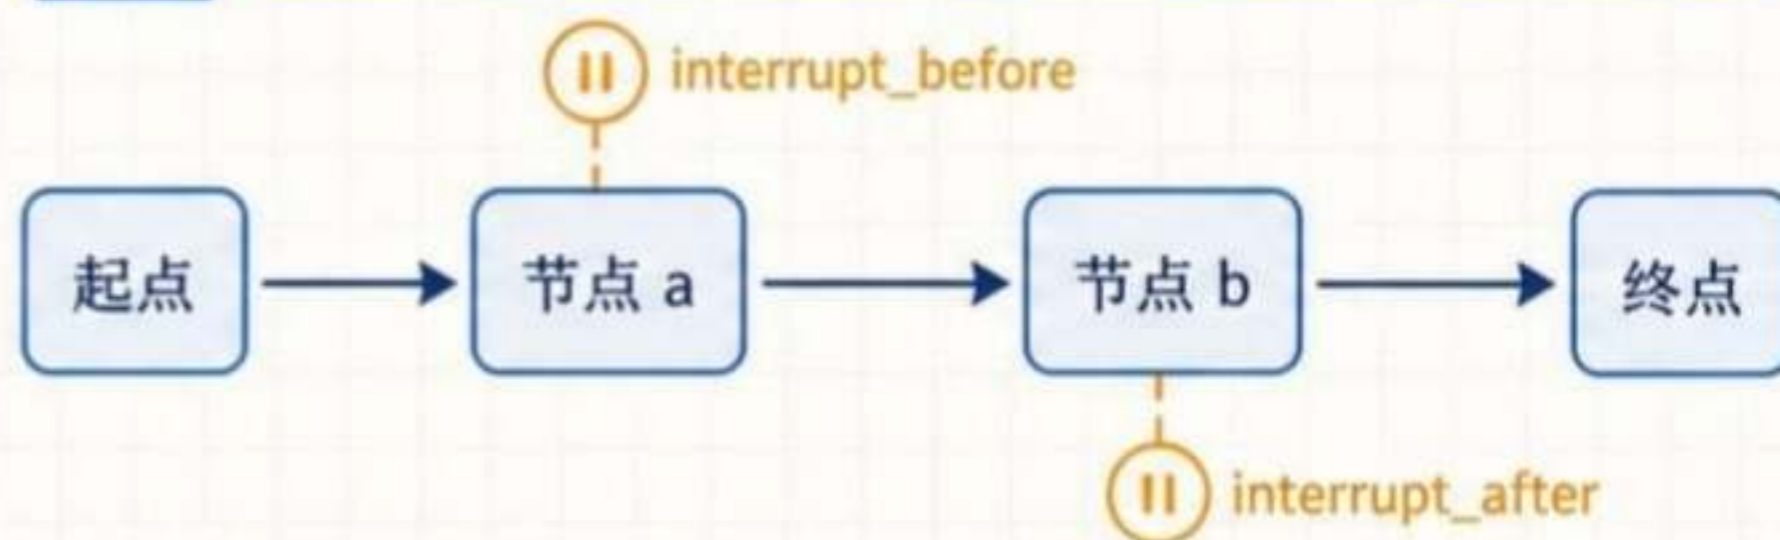 interrupt_before
起点
节点 a
节点 b
终点
interrupt_after